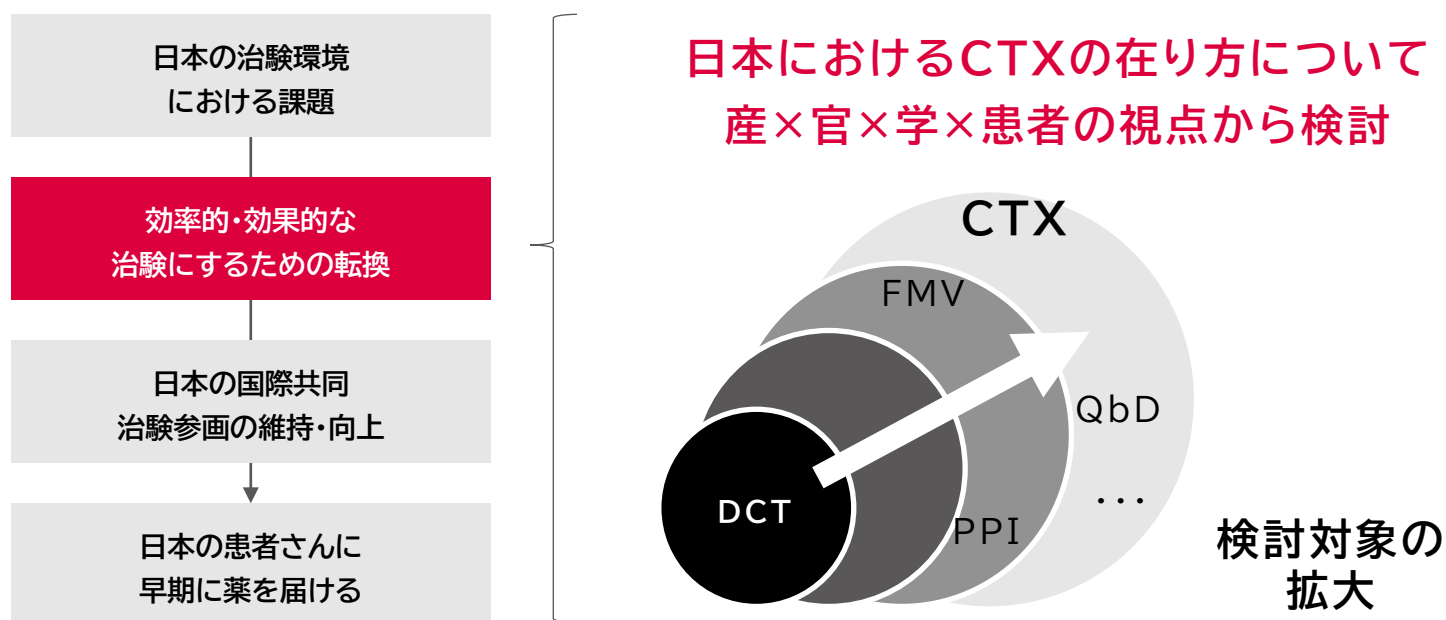 日本の治験環境
における課題
効率的・効果的な
治験にするための転換
日本の国際共同
治験参画の維持・向上
日本の患者さんに
早期に薬を届ける
日本におけるCTXの在り方について
産×官×学×患者の視点から検討
CTX
FMV
QbD
...
DCT
PPI
検討対象の
拡大